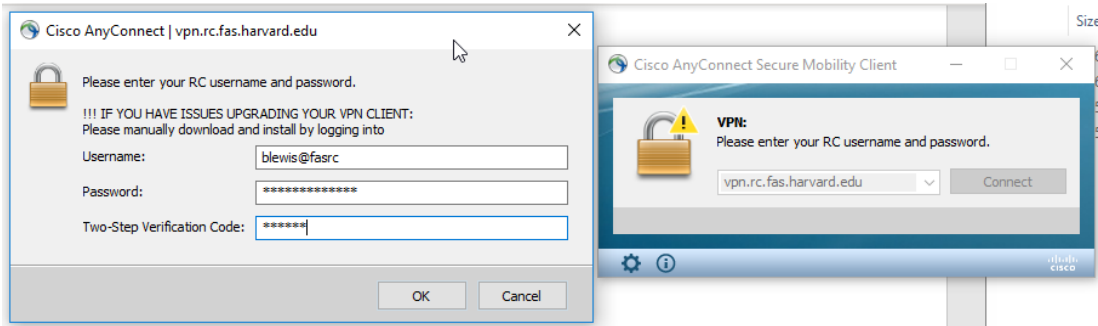 Cisco AnyConnect | vpn.rc.fas.harvard.edu
Please enter your RC username and password.
!!! IF YOU HAVE ISSUES UPGRADING YOUR VPN CLIENT:
Please manually download and install by logging into
Username: blewis@fasrc
Password: *************
Two-Step Verification Code: ******
OK Cancel
Size
Cisco AnyConnect Secure Mobility Client
VPN:
Please enter your RC username and password.
vpn.rc.fas.harvard.edu Connect
cisco